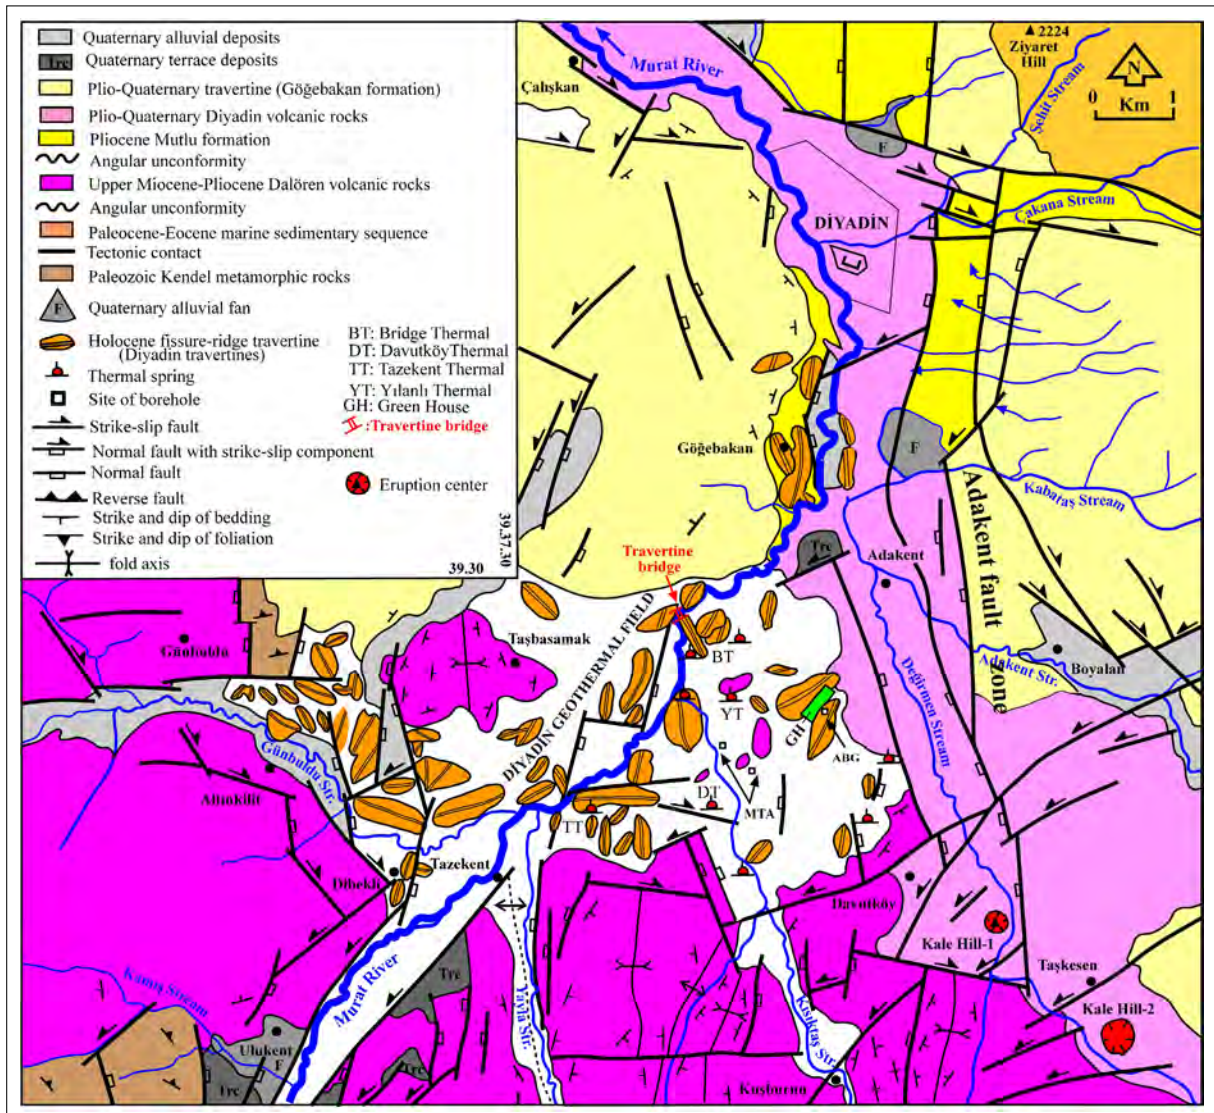 Quaternary alluvial deposits
Trc
Quaternary terrace deposits
Plio-Quaternary travertine (Göğebakan formation)
Plio-Quaternary Diyadin volcanic rocks
Pliocene Mutlu formation
Angular unconformity
Upper Miocene-Pliocene Dalören volcanic rocks
Angular unconformity
Paleocene-Eocene marine sedimentary sequence
Tectonic contact
Paleozoic Kendel metamorphic rocks
F
Quaternary alluvial fan
Holocene fissure-ridge travertine
(Diyadin travertines)
Thermal spring
Site of borehole
Strike-slip fault
Normal fault with strike-slip component
Normal fault
Reverse fault
Strike and dip of bedding
Strike and dip of foliation
fold axis
BT: Bridge Thermal
DT: DavutköyThermal
TT: Tazekent Thermal
YT: Yılanlı Thermal
GH: Green House
:Travertine bridge
Eruption center
39.37.30
39.30
Murat River
Çalışkan
2224
Ziyaret
Hill
N
0 Km 1
Şehit Stream
F
DİYADİN
Çakana Stream
Göğebakan
F
Kabataş Stream
Trc
Adakent
Adakent fault
zone
Travertine
bridge
Günbuldu
Taşbasamak
DİYADİN GEOTHERMAL FIELD
BT
YT
GH
ABG
Değirmen Stream
Adakent Str.
Boyalan
Günbuldu Str.
Altınkilit
DT
MTA
TT
Dibekli
Tazekent
Davutköy
Kale Hill-1
Taşkesen
Kale Hill-2
Kamış Stream
Murat River
Trc
Yayla Str.
Kısıktaş Str.
Ulukent
F
Trc
Trc
Kuşburnu